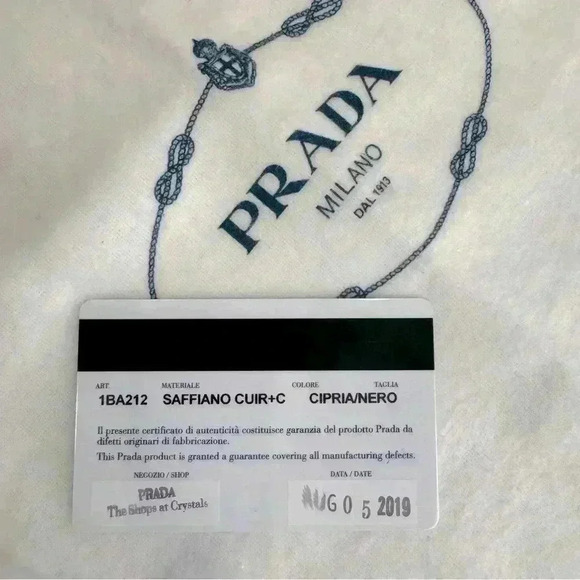 PRADA
MILANO
DAL 1913
ART. MATERIALE COLORE TAGLIA
1BA212 SAFFIANO CUIR+C CIPRIA/NERO
Il presente certificato di autenticità costituisce garanzia del prodotto Prada da
difetti originari di fabbricazione.
This Prada product is granted a guarantee covering all manufacturing defects.
NEGOZIO / SHOP DATA / DATE
PRADA
The Shops at Crystals
AUG 0 5 2019